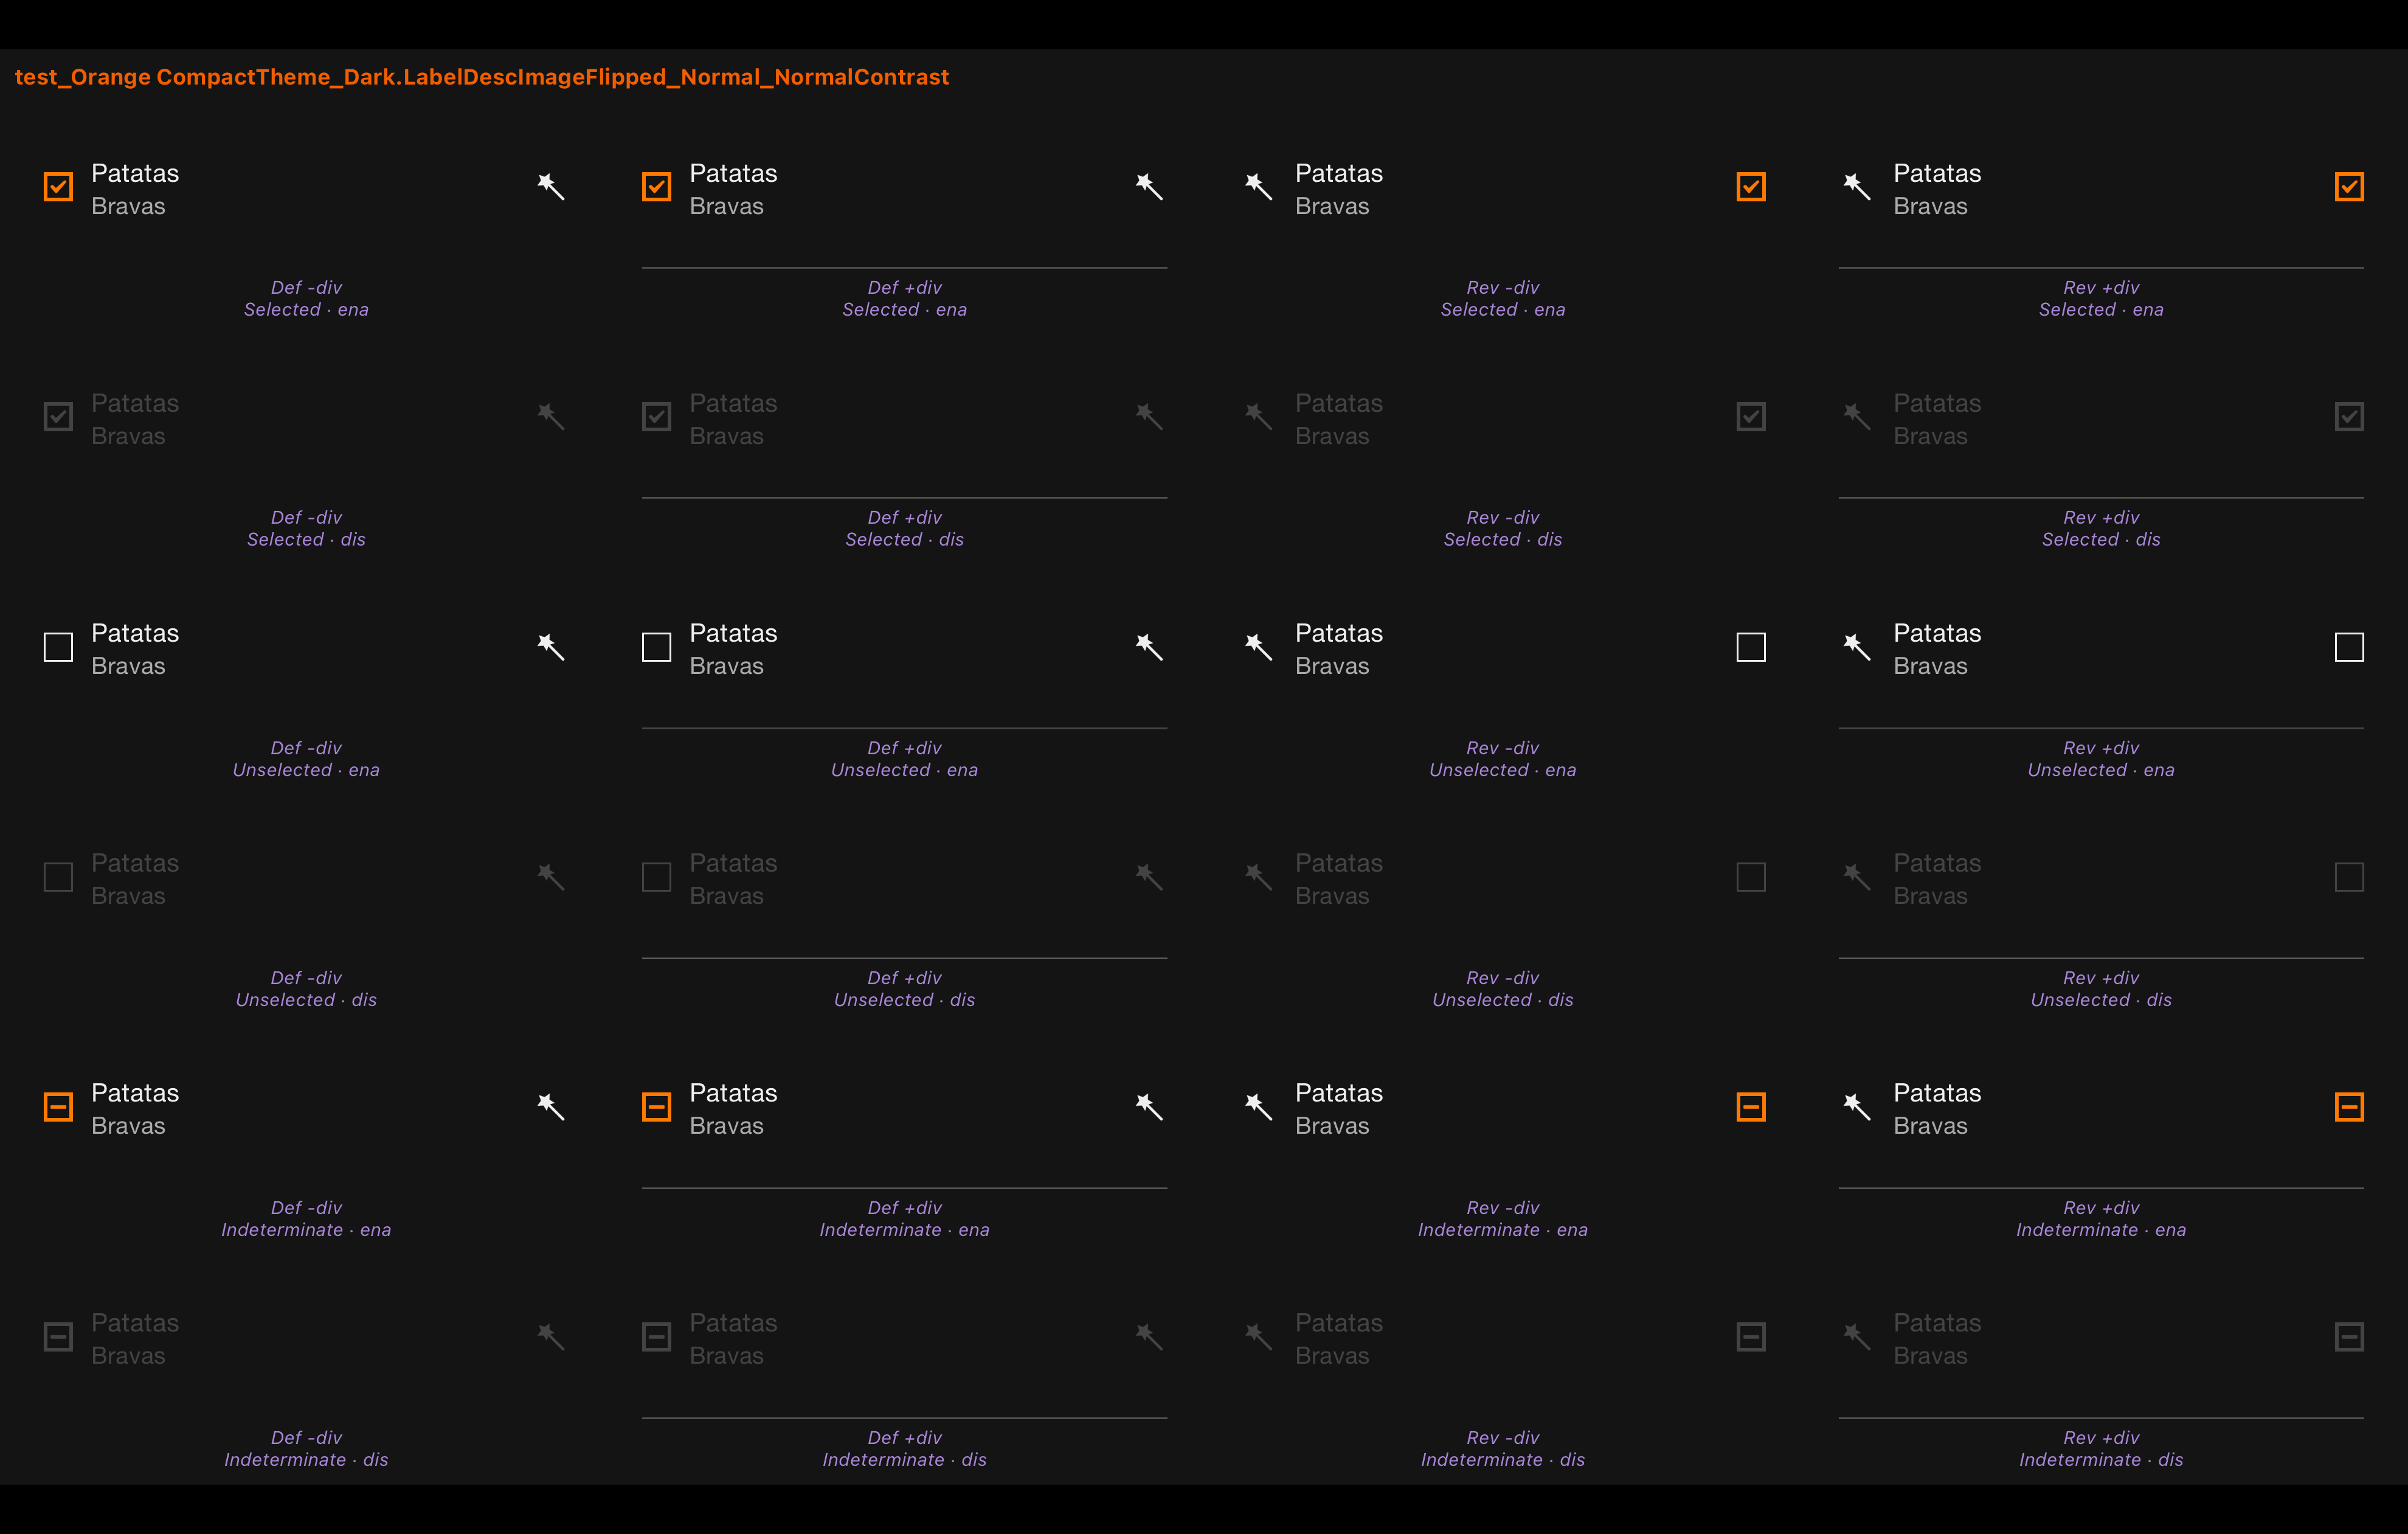 test_Orange CompactTheme_Dark.LabelDescImageFlipped_Normal_NormalContrast
Patatas
Bravas
Def -div
Selected · ena
Patatas
Bravas
Def +div
Selected · ena
Patatas
Bravas
Rev -div
Selected · ena
Patatas
Bravas
Rev +div
Selected · ena
Patatas
Bravas
Def -div
Selected · dis
Patatas
Bravas
Def +div
Selected · dis
Patatas
Bravas
Rev -div
Selected · dis
Patatas
Bravas
Rev +div
Selected · dis
Patatas
Bravas
Def -div
Unselected · ena
Patatas
Bravas
Def +div
Unselected · ena
Patatas
Bravas
Rev -div
Unselected · ena
Patatas
Bravas
Rev +div
Unselected · ena
Patatas
Bravas
Def -div
Unselected · dis
Patatas
Bravas
Def +div
Unselected · dis
Patatas
Bravas
Rev -div
Unselected · dis
Patatas
Bravas
Rev +div
Unselected · dis
Patatas
Bravas
Def -div
Indeterminate · ena
Patatas
Bravas
Def +div
Indeterminate · ena
Patatas
Bravas
Rev -div
Indeterminate · ena
Patatas
Bravas
Rev +div
Indeterminate · ena
Patatas
Bravas
Def -div
Indeterminate · dis
Patatas
Bravas
Def +div
Indeterminate · dis
Patatas
Bravas
Rev -div
Indeterminate · dis
Patatas
Bravas
Rev +div
Indeterminate · dis